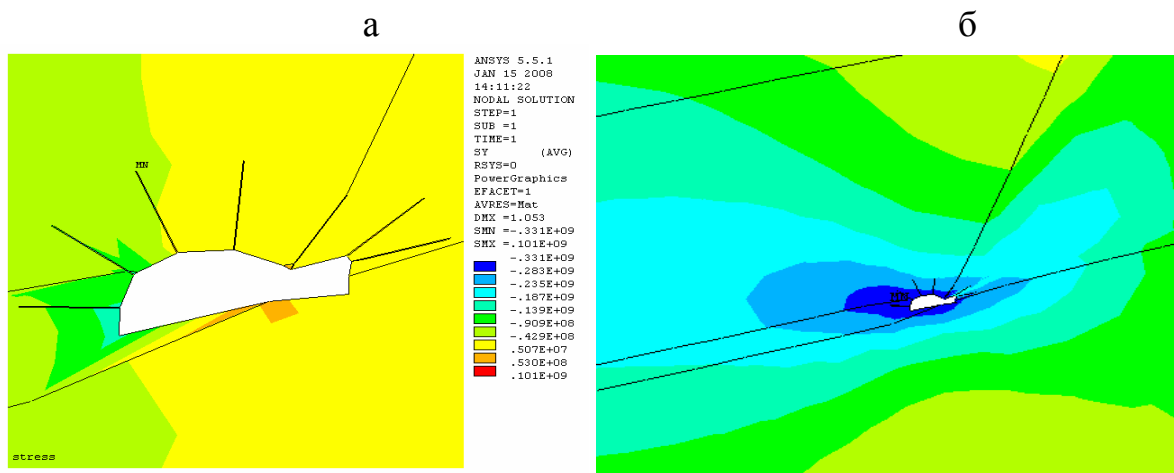 а
б
ANSYS 5.5.1
JAN 15 2008
14:11:22
NODAL SOLUTION
STEP=1
SUB =1
TIME=1
SY (AVG)
RSYS=0
PowerGraphics
EFACET=1
AVRES=Mat
DMX =1.053
SMN =-.331E+09
SMX =.101E+09
-.331E+09
-.283E+09
-.235E+09
-.187E+09
-.139E+09
-.909E+08
-.429E+08
.507E+07
.530E+08
.101E+09
MN
stress